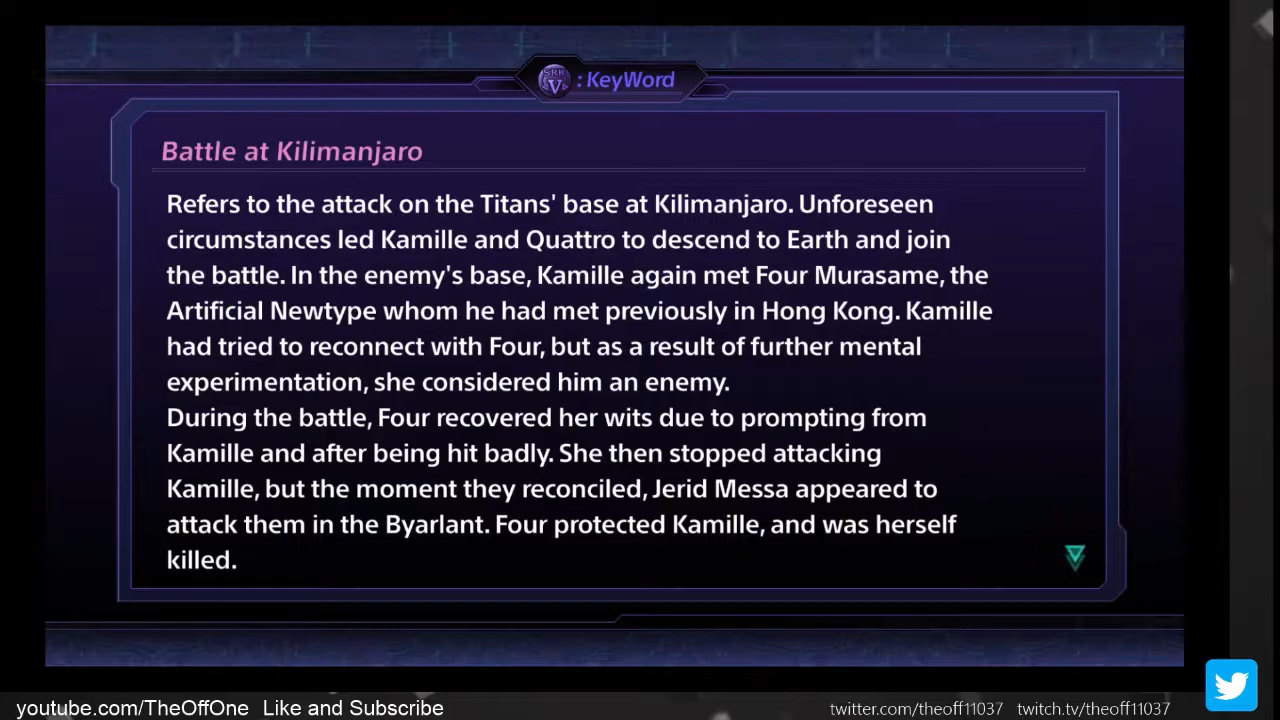 SRW V : KeyWord
Battle at Kilimanjaro
Refers to the attack on the Titans' base at Kilimanjaro. Unforeseen
circumstances led Kamille and Quattro to descend to Earth and join
the battle. In the enemy's base, Kamille again met Four Murasame, the
Artificial Newtype whom he had met previously in Hong Kong. Kamille
had tried to reconnect with Four, but as a result of further mental
experimentation, she considered him an enemy.
During the battle, Four recovered her wits due to prompting from
Kamille and after being hit badly. She then stopped attacking
Kamille, but the moment they reconciled, Jerid Messa appeared to
attack them in the Byarlant. Four protected Kamille, and was herself
killed.
youtube.com/TheOffOne Like and Subscribe
twitter.com/theoff11037 twitch.tv/theoff11037